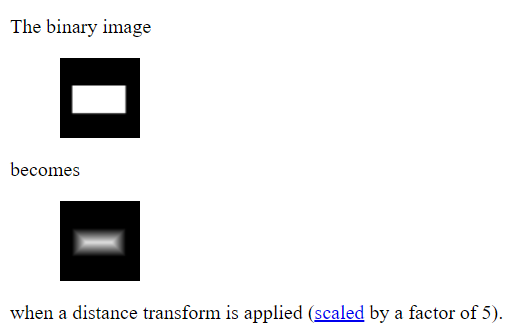 The binary image
becomes
when a distance transform is applied (scaled by a factor of 5).